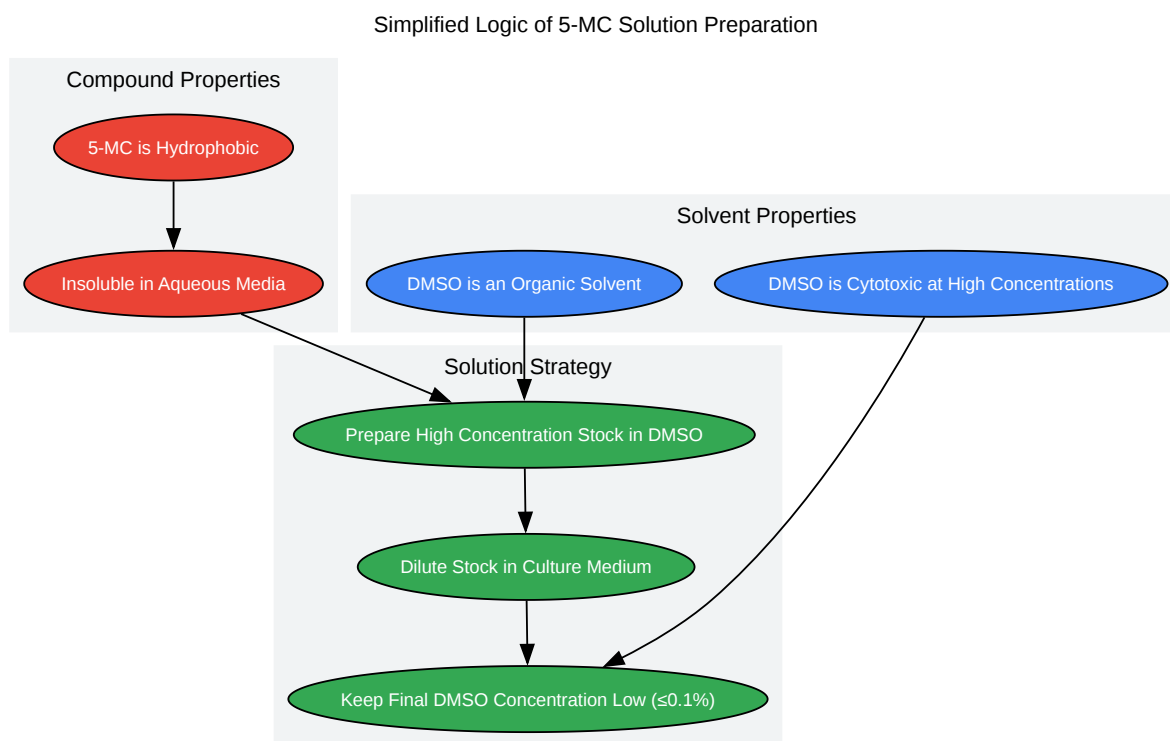 Simplified Logic of 5-MC Solution Preparation
Compound Properties
5-MC is Hydrophobic
Insoluble in Aqueous Media
Solvent Properties
DMSO is an Organic Solvent
DMSO is Cytotoxic at High Concentrations
Solution Strategy
Prepare High Concentration Stock in DMSO
Dilute Stock in Culture Medium
Keep Final DMSO Concentration Low (≤0.1%)